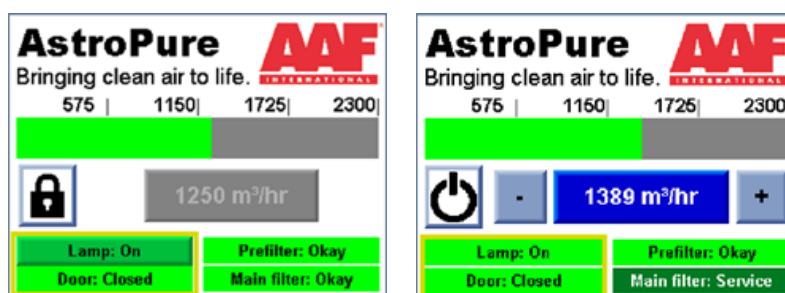 AstroPure AAF
INTERNATIONAL
Bringing clean air to life.
575 | 1150| 1725| 2300|
1250 m³/hr
Lamp: On Prefilter: Okay
Door: Closed Main filter: Okay
AstroPure AAF
INTERNATIONAL
Bringing clean air to life.
575 | 1150| 1725| 2300
- 1389 m³/hr +
Lamp: On Prefilter: Okay
Door: Closed Main filter: Service